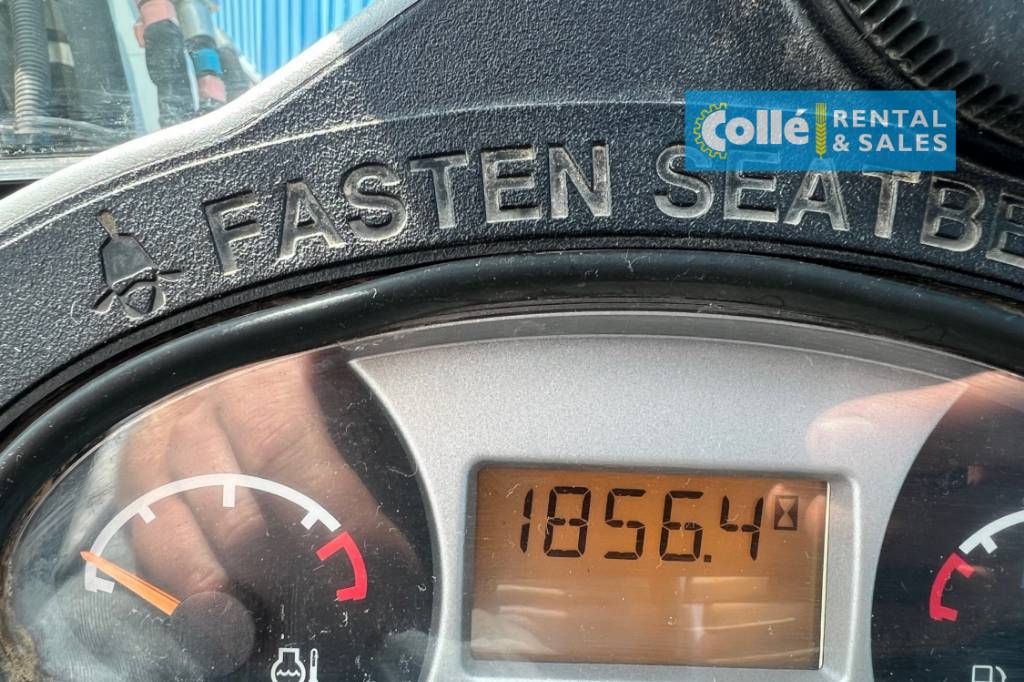 Collé RENTAL
& SALES
FASTEN SEATBE
1856.4